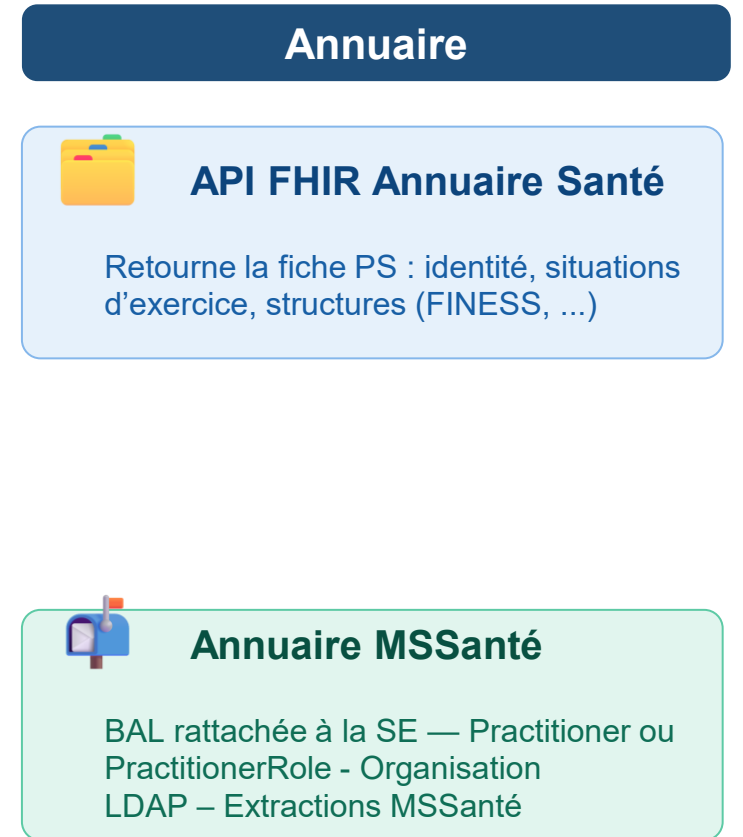 Annuaire
API FHIR Annuaire Santé
Retourne la fiche PS : identité, situations
d’exercice, structures (FINESS, ...)
Annuaire MSSanté
BAL rattachée à la SE — Practitioner ou
PractitionerRole - Organisation
LDAP – Extractions MSSanté